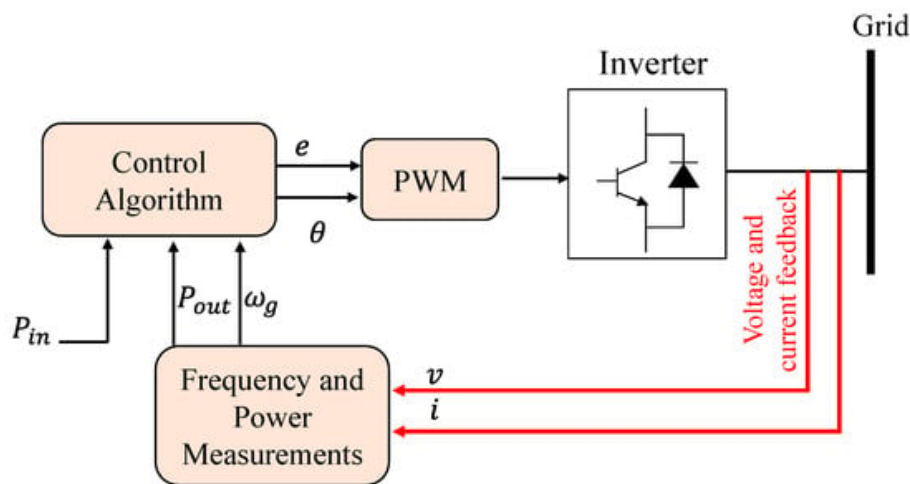 Grid
Inverter
Control
Algorithm
e
θ
PWM
P_in
P_out
ω_g
Voltage and
current feedback
Frequency and
Power
Measurements
v
i